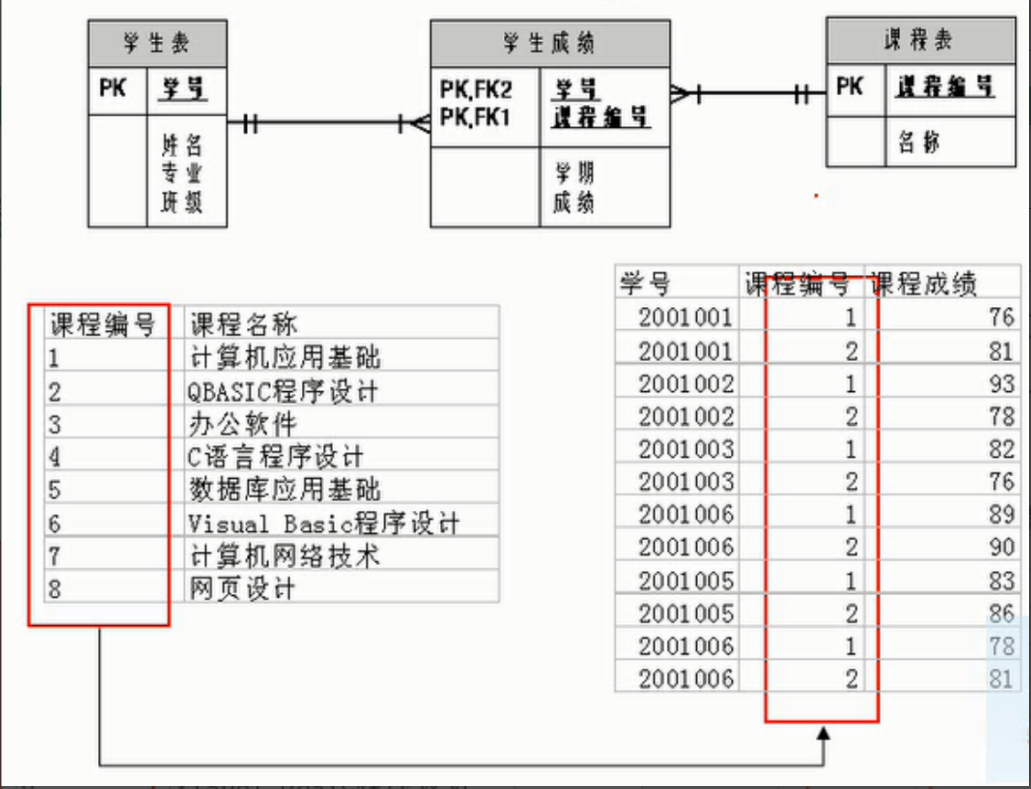 学生表
PK 学号
姓名
专业
班级
学生成绩
PK,FK2 学号
PK,FK1 课程编号
学期
成绩
课程表
PK 课程编号
名称
课程编号 课程名称
1 计算机应用基础
2 QBASIC程序设计
3 办公软件
4 C语言程序设计
5 数据库应用基础
6 Visual Basic程序设计
7 计算机网络技术
8 网页设计
学号 课程编号 课程成绩
2001001 1 76
2001001 2 81
2001002 1 93
2001002 2 78
2001003 1 82
2001003 2 76
2001006 1 89
2001006 2 90
2001005 1 83
2001005 2 86
2001006 1 78
2001006 2 81